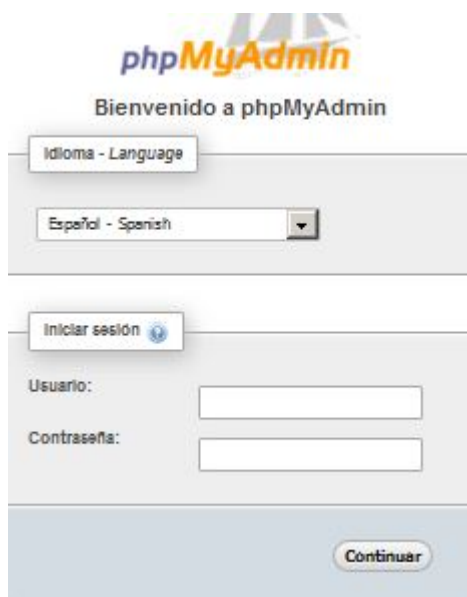 phpMyAdmin
Bienvenido a phpMyAdmin
Idioma - Language
Español - Spanish
Iniciar sesión
Usuario:
Contraseña:
Continuar